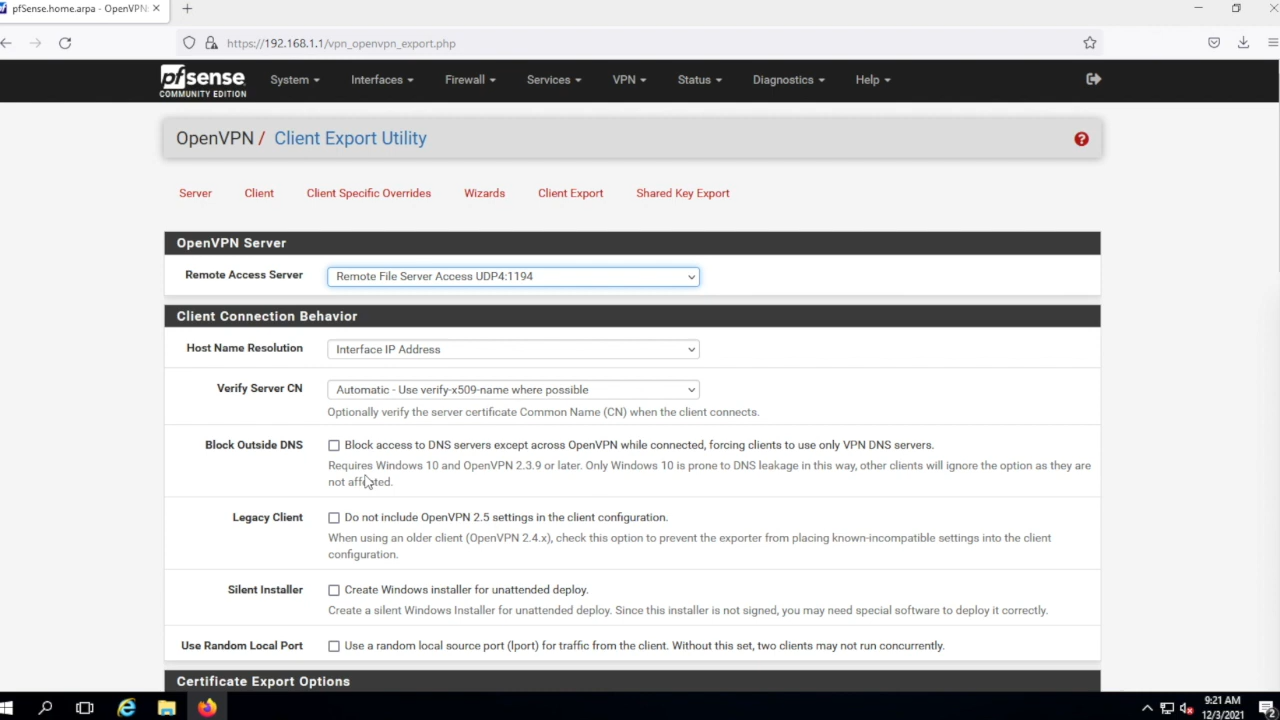 pfSense.home.arpa - OpenVPN:
https://192.168.1.1/vpn_openvpn_export.php
pfsense
COMMUNITY EDITION
System Interfaces Firewall Services VPN Status Diagnostics Help
OpenVPN / Client Export Utility
Server Client Client Specific Overrides Wizards Client Export Shared Key Export
OpenVPN Server
Remote Access Server Remote File Server Access UDP4:1194
Client Connection Behavior
Host Name Resolution Interface IP Address
Verify Server CN Automatic - Use verify-x509-name where possible
Optionally verify the server certificate Common Name (CN) when the client connects.
Block Outside DNS Block access to DNS servers except across OpenVPN while connected, forcing clients to use only VPN DNS servers.
Requires Windows 10 and OpenVPN 2.3.9 or later. Only Windows 10 is prone to DNS leakage in this way, other clients will ignore the option as they are
not affected.
Legacy Client Do not include OpenVPN 2.5 settings in the client configuration.
When using an older client (OpenVPN 2.4.x), check this option to prevent the exporter from placing known-incompatible settings into the client
configuration.
Silent Installer Create Windows installer for unattended deploy.
Create a silent Windows Installer for unattended deploy. Since this installer is not signed, you may need special software to deploy it correctly.
Use Random Local Port Use a random local source port (lport) for traffic from the client. Without this set, two clients may not run concurrently.
Certificate Export Options
9:21 AM
12/3/2021
2